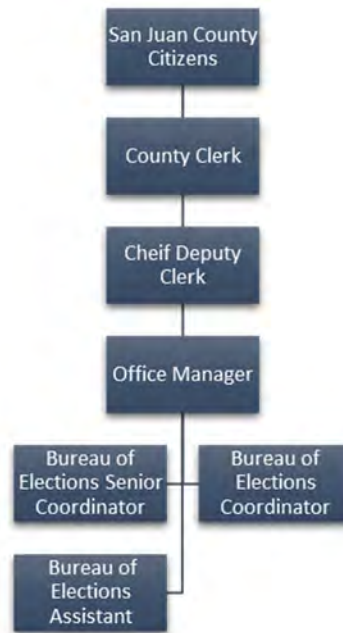 San Juan County
Citizens
County Clerk
Cheif Deputy
Clerk
Office Manager
Bureau of
Elections Senior
Coordinator
Bureau of
Elections
Coordinator
Bureau of
Elections
Assistant